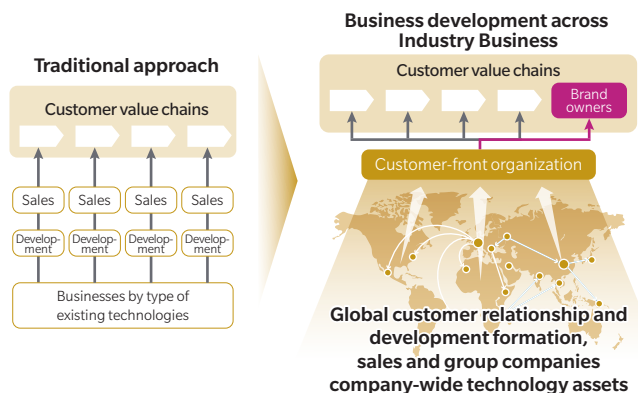 Traditional approach
Customer value chains
Sales
Sales
Sales
Sales
Develop-
ment
Develop-
ment
Develop-
ment
Develop-
ment
Businesses by type of
existing technologies
Business development across
Industry Business
Customer value chains
Brand
owners
Customer-front organization
Global customer relationship and
development formation,
sales and group companies
company-wide technology assets